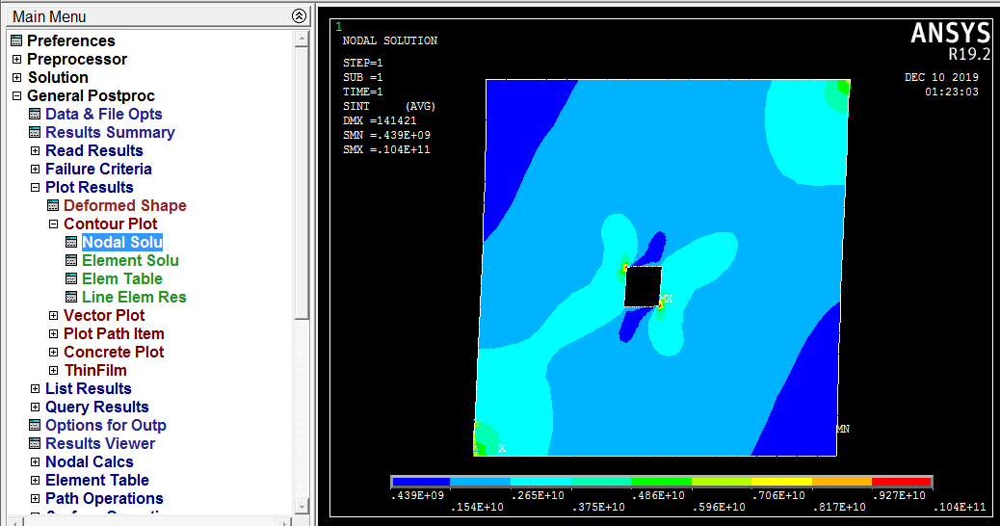 Main Menu
Preferences
Preprocessor
Solution
General Postproc
Data & File Opts
Results Summary
Read Results
Failure Criteria
Plot Results
Deformed Shape
Contour Plot
Nodal Solu
Element Solu
Elem Table
Line Elem Res
Vector Plot
Plot Path Item
Concrete Plot
ThinFilm
List Results
Query Results
Options for Outp
Results Viewer
Nodal Calcs
Element Table
Path Operations
1
NODAL SOLUTION
STEP=1
SUB =1
TIME=1
SINT (AVG)
DMX =141421
SMN =.439E+09
SMX =.104E+11
ANSYS
R19.2
DEC 10 2019
01:23:03
MX
MN
X
.439E+09 .265E+10 .486E+10 .706E+10 .927E+10
.154E+10 .375E+10 .596E+10 .817E+10 .104E+11